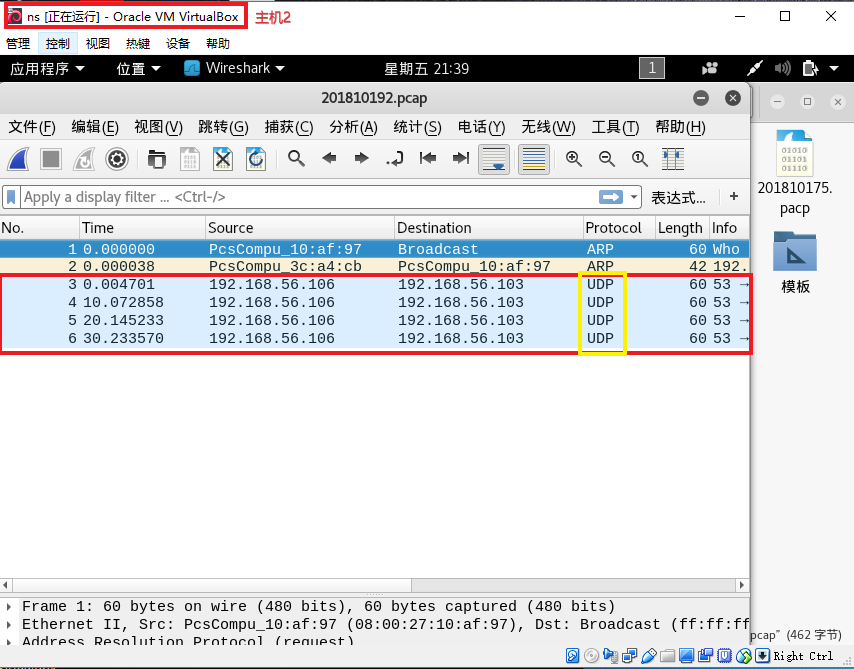 ns [正在运行] - Oracle VM VirtualBox 主机2
管理 控制 视图 热键 设备 帮助
应用程序 位置 Wireshark 星期五 21:39 1
201810192.pcap
文件(F) 编辑(E) 视图(V) 跳转(G) 捕获(C) 分析(A) 统计(S) 电话(Y) 无线(W) 工具(T) 帮助(H)
Apply a display filter ... <Ctrl-/> 表达式... +
No. Time Source Destination Protocol Length Info
1 0.000000 PcsCompu_10:af:97 Broadcast ARP 60 Who
2 0.000038 PcsCompu_3c:a4:cb PcsCompu_10:af:97 ARP 42 192.
3 0.004701 192.168.56.106 192.168.56.103 UDP 60 53 →
4 10.072858 192.168.56.106 192.168.56.103 UDP 60 53 →
5 20.145233 192.168.56.106 192.168.56.103 UDP 60 53 →
6 30.233570 192.168.56.106 192.168.56.103 UDP 60 53 →
Frame 1: 60 bytes on wire (480 bits), 60 bytes captured (480 bits)
Ethernet II, Src: PcsCompu_10:af:97 (08:00:27:10:af:97), Dst: Broadcast (ff:ff:ff
Address Resolution Protocol (request)
201810175.
pacp
模板
pcap” (462 字节)
Right Ctrl